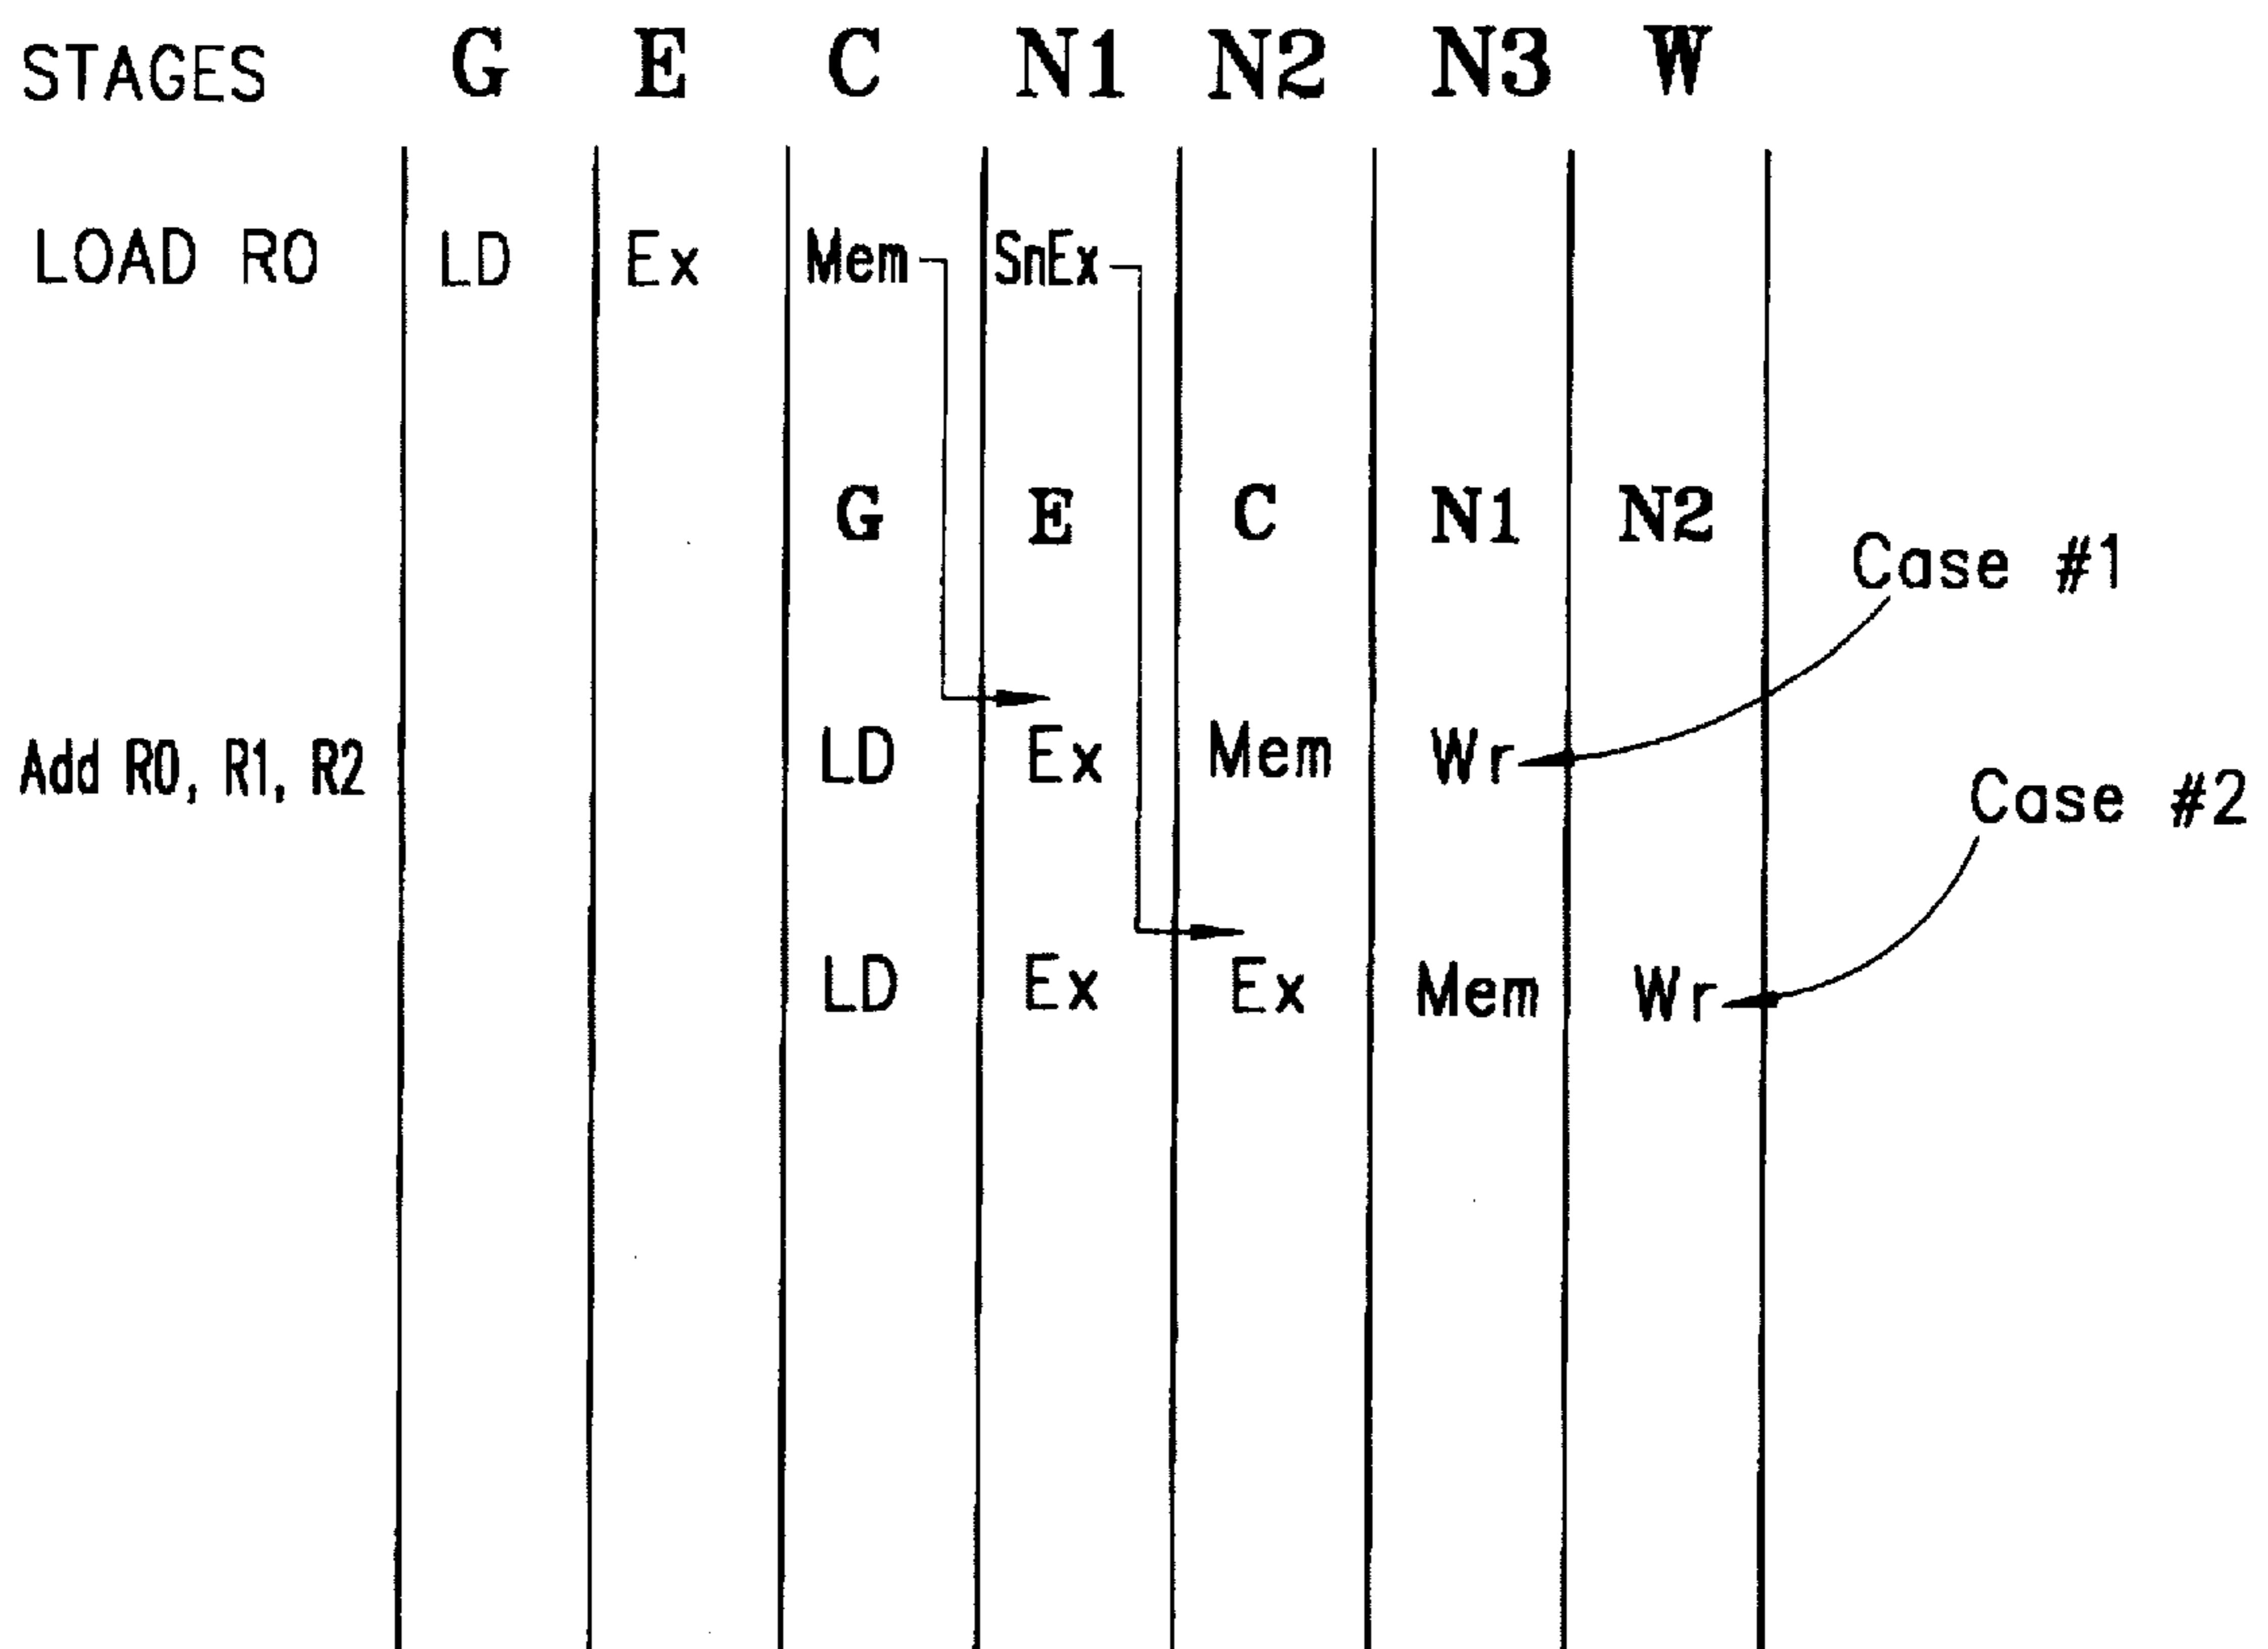 STAGES G E C N1 N2 N3 W
LOAD R0 LD Ex Mem SnEx
G E C N1 N2
Case #1
Add R0, R1, R2 LD Ex Mem Wr
Case #2
LD Ex Ex Mem Wr